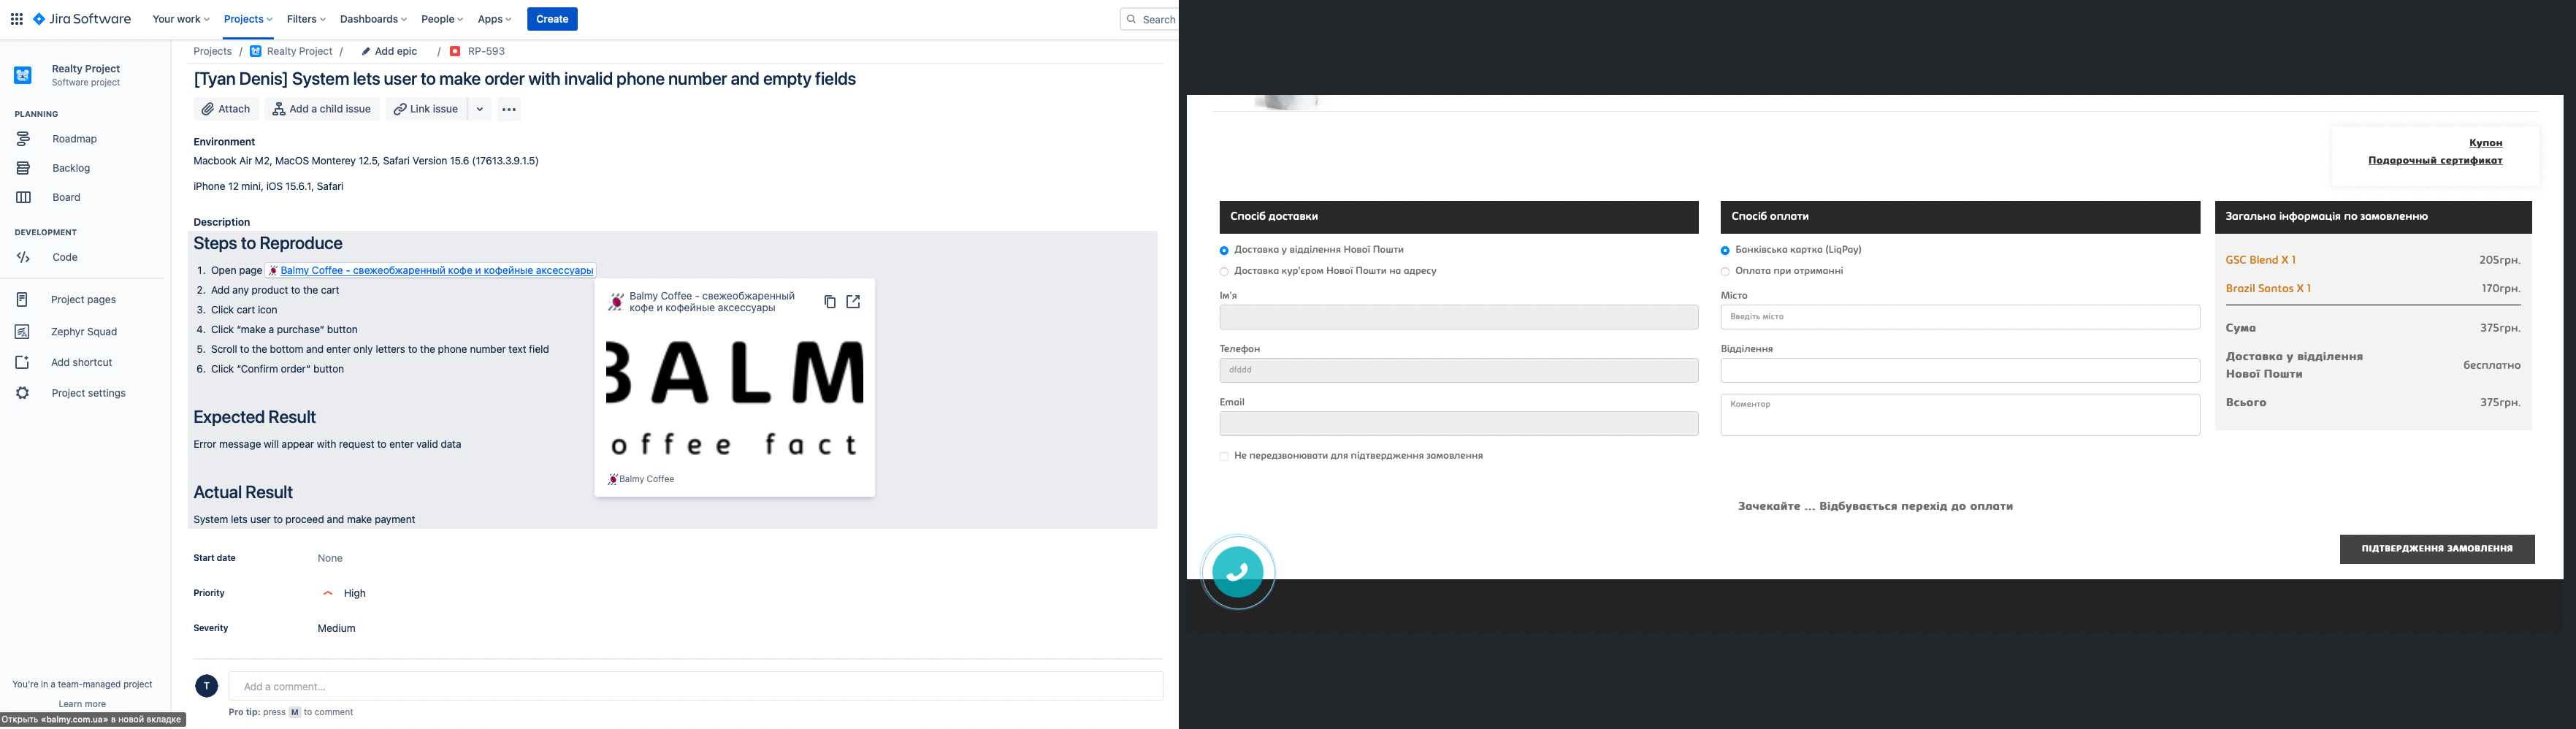 Jira Software
Your work
Projects
Filters
Dashboards
People
Apps
Create
Search
Realty Project
Software project
PLANNING
Roadmap
Backlog
Board
DEVELOPMENT
Code
Project pages
Zephyr Squad
Add shortcut
Project settings
You're in a team-managed project
Learn more
Открыть «balmy.com.ua» в новой вкладке
Projects / Realty Project / Add epic / RP-593
[Tyan Denis] System lets user to make order with invalid phone number and empty fields
Attach
Add a child issue
Link issue
Environment
Macbook Air M2, MacOS Monterey 12.5, Safari Version 15.6 (17613.3.9.1.5)
iPhone 12 mini, iOS 15.6.1, Safari
Description
Steps to Reproduce
1. Open page Balmy Coffee - свежеобжаренный кофе и кофейные аксессуары
2. Add any product to the cart
3. Click cart icon
4. Click “make a purchase” button
5. Scroll to the bottom and enter only letters to the phone number text field
6. Click “Confirm order” button
Balmy Coffee - свежеобжаренный
кофе и кофейные аксессуары
BALM
offee fact
Balmy Coffee
Expected Result
Error message will appear with request to enter valid data
Actual Result
System lets user to proceed and make payment
Start date
None
Priority
High
Severity
Medium
T
Add a comment...
Pro tip: press M to comment
Купон
Подарочный сертификат
Спосіб доставки
Доставка у відділення Нової Пошти
Доставка кур'єром Нової Пошти на адресу
Ім'я
Телефон
dfddd
Email
Не передзвонювати для підтвердження замовлення
Спосіб оплати
Банківська картка (LiqPay)
Оплата при отриманні
Місто
Введіть місто
Відділення
Коментар
Загальна інформація по замовленню
GSC Blend X 1 205грн.
Brazil Santos X 1 170грн.
Сума 375грн.
Доставка у відділення
Нової Пошти
бесплатно
Всього 375грн.
Зачекайте ... Відбувається перехід до оплати
ПІДТВЕРДЖЕННЯ ЗАМОВЛЕННЯ